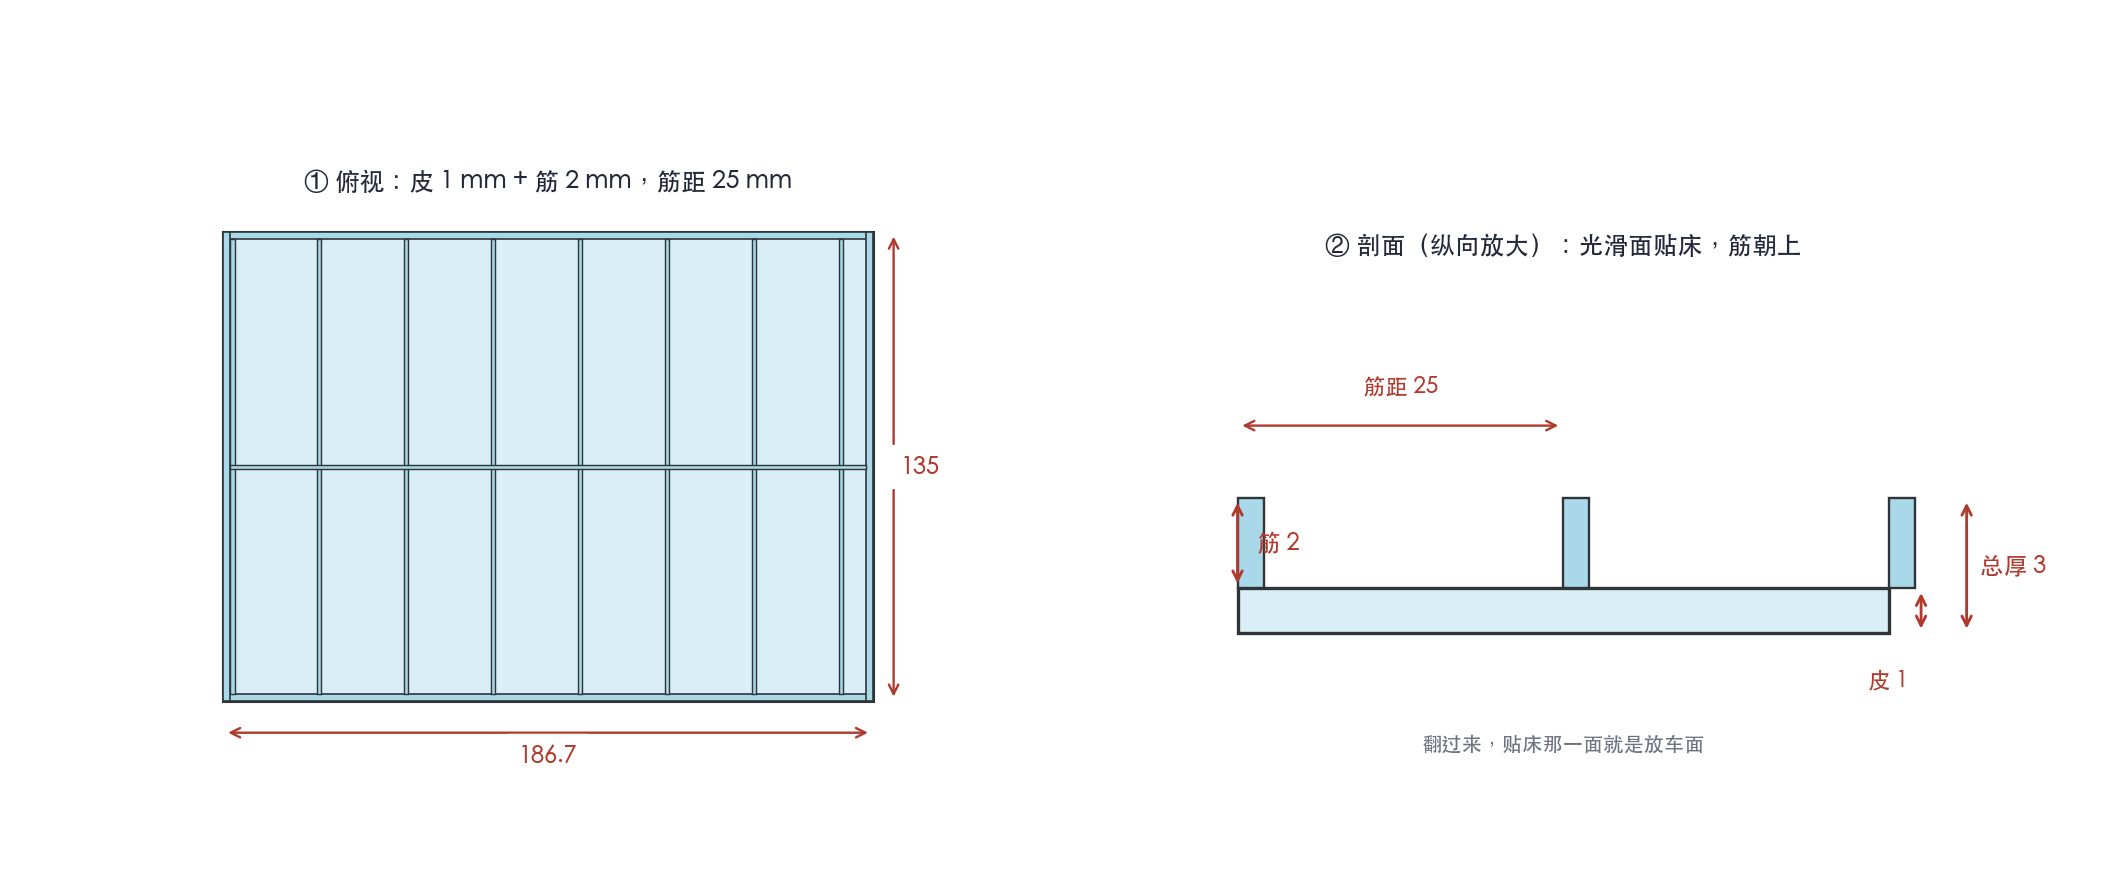 ① 俯视：皮 1 mm + 筋 2 mm，筋距 25 mm
135
186.7
② 剖面（纵向放大）：光滑面贴床，筋朝上
筋距 25
筋 2
总厚 3
皮 1
翻过来，贴床那一面就是放车面